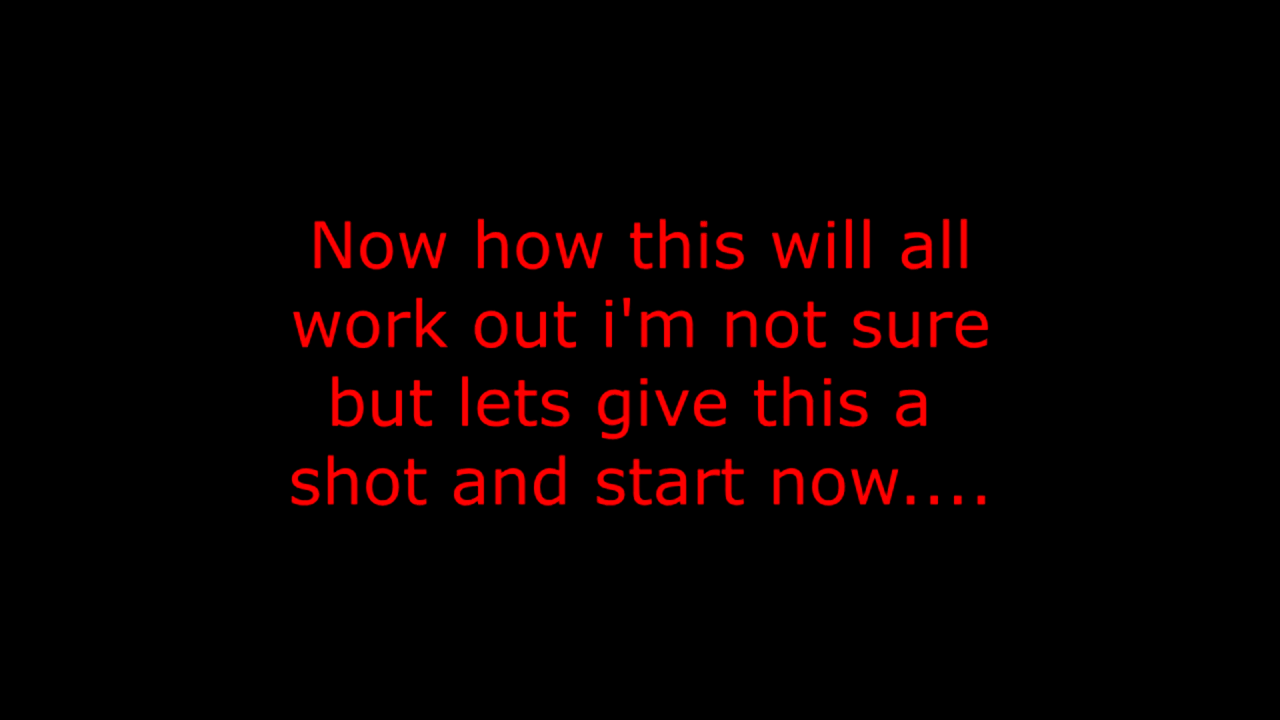 Now how this will all
work out i'm not sure
but lets give this a
shot and start now....